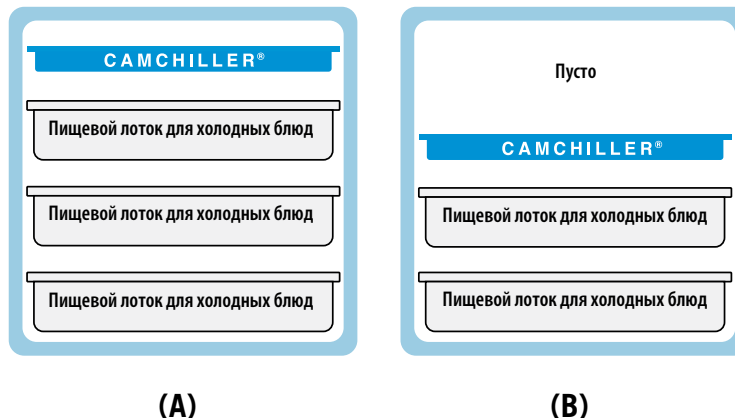 CAMCHILLER®
Пищевой лоток для холодных блюд
Пищевой лоток для холодных блюд
Пищевой лоток для холодных блюд
(A)
Пусто
CAMCHILLER®
Пищевой лоток для холодных блюд
Пищевой лоток для холодных блюд
(B)